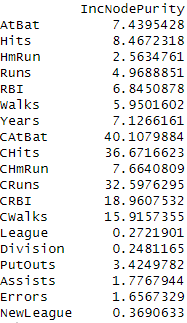 IncNodePurity
AtBat 7.4395428
Hits 8.4672318
HmRun 2.5634761
Runs 4.9688851
RBI 6.8450878
Walks 5.9501602
Years 7.1266161
CAtBat 40.1079884
CHits 36.6716623
CHmRun 7.6640809
CRuns 32.5976295
CRBI 18.9607532
CWalks 15.9157355
League 0.2721901
Division 0.2481165
PutOuts 3.4249782
Assists 1.7767944
Errors 1.6567329
NewLeague 0.3690633